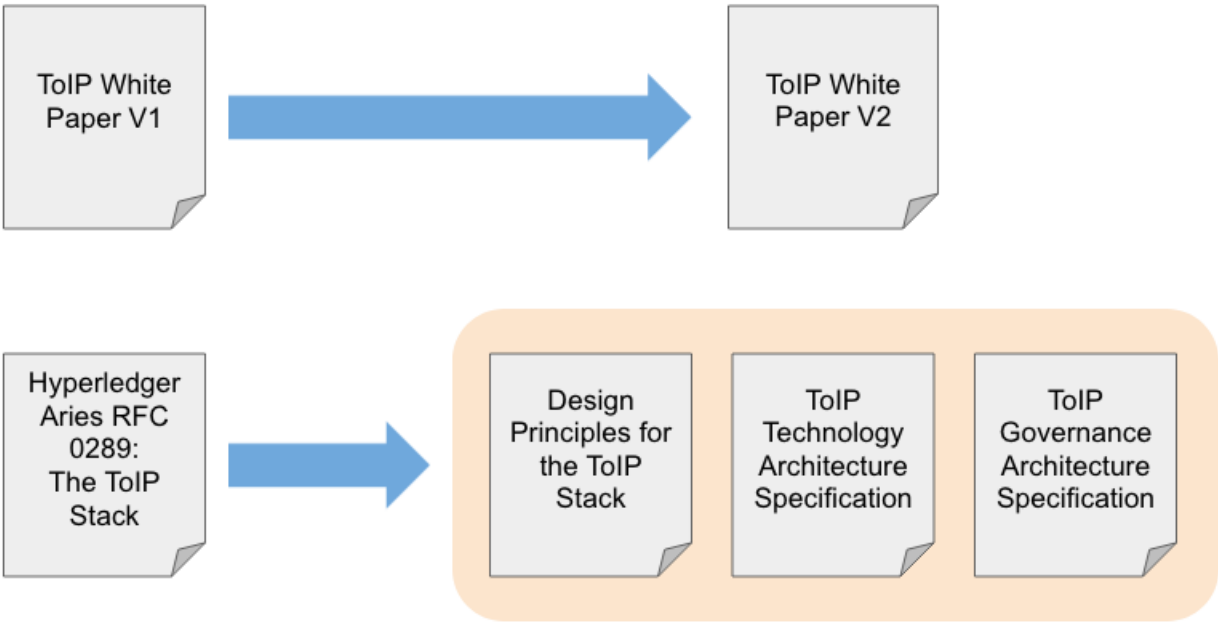 ToIP White
Paper V1
ToIP White
Paper V2
Hyperledger
Aries RFC
0289:
The ToIP
Stack
Design
Principles for
the ToIP
Stack
ToIP
Technology
Architecture
Specification
ToIP
Governance
Architecture
Specification